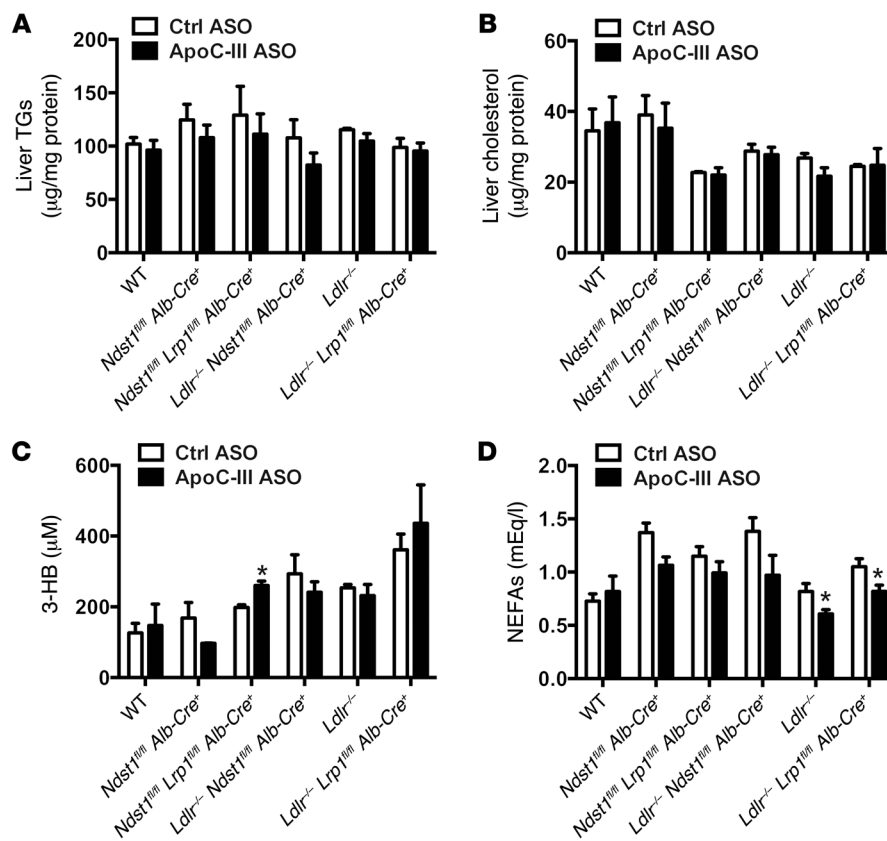 A
Ctrl ASO
ApoC-III ASO
Liver TGs
(μg/mg protein)
200
150
100
50
0
WT
Ndst1fl/fl Alb-Cre+
Ndst1fl/fl Lrp1fl/fl Alb-Cre+
Ldlr–/– Ndst1fl/fl Alb-Cre+
Ldlr–/–
Ldlr–/– Lrp1fl/fl Alb-Cre+
B
Ctrl ASO
ApoC-III ASO
Liver cholesterol
(μg/mg protein)
60
40
20
0
WT
Ndst1fl/fl Alb-Cre+
Ndst1fl/fl Lrp1fl/fl Alb-Cre+
Ldlr–/– Ndst1fl/fl Alb-Cre+
Ldlr–/–
Ldlr–/– Lrp1fl/fl Alb-Cre+
C
Ctrl ASO
ApoC-III ASO
3-HB (μM)
600
400
200
0
*
WT
Ndst1fl/fl Alb-Cre+
Ndst1fl/fl Lrp1fl/fl Alb-Cre+
Ldlr–/– Ndst1fl/fl Alb-Cre+
Ldlr–/–
Ldlr–/– Lrp1fl/fl Alb-Cre+
D
Ctrl ASO
ApoC-III ASO
NEFAs (mEq/l)
2.0
1.5
1.0
0.5
0.0
*
*
WT
Ndst1fl/fl Alb-Cre+
Ndst1fl/fl Lrp1fl/fl Alb-Cre+
Ldlr–/– Ndst1fl/fl Alb-Cre+
Ldlr–/–
Ldlr–/– Lrp1fl/fl Alb-Cre+